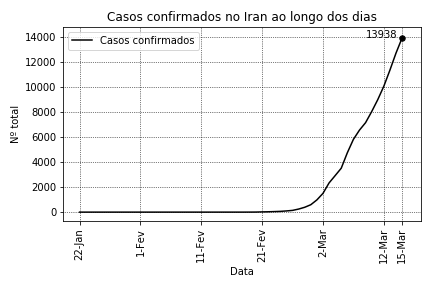 Casos confirmados no Iran ao longo dos dias
Casos confirmados
13938
14000
12000
10000
8000
6000
4000
2000
0
Nº total
22-Jan
1-Fev
11-Fev
21-Fev
2-Mar
12-Mar
15-Mar
Data